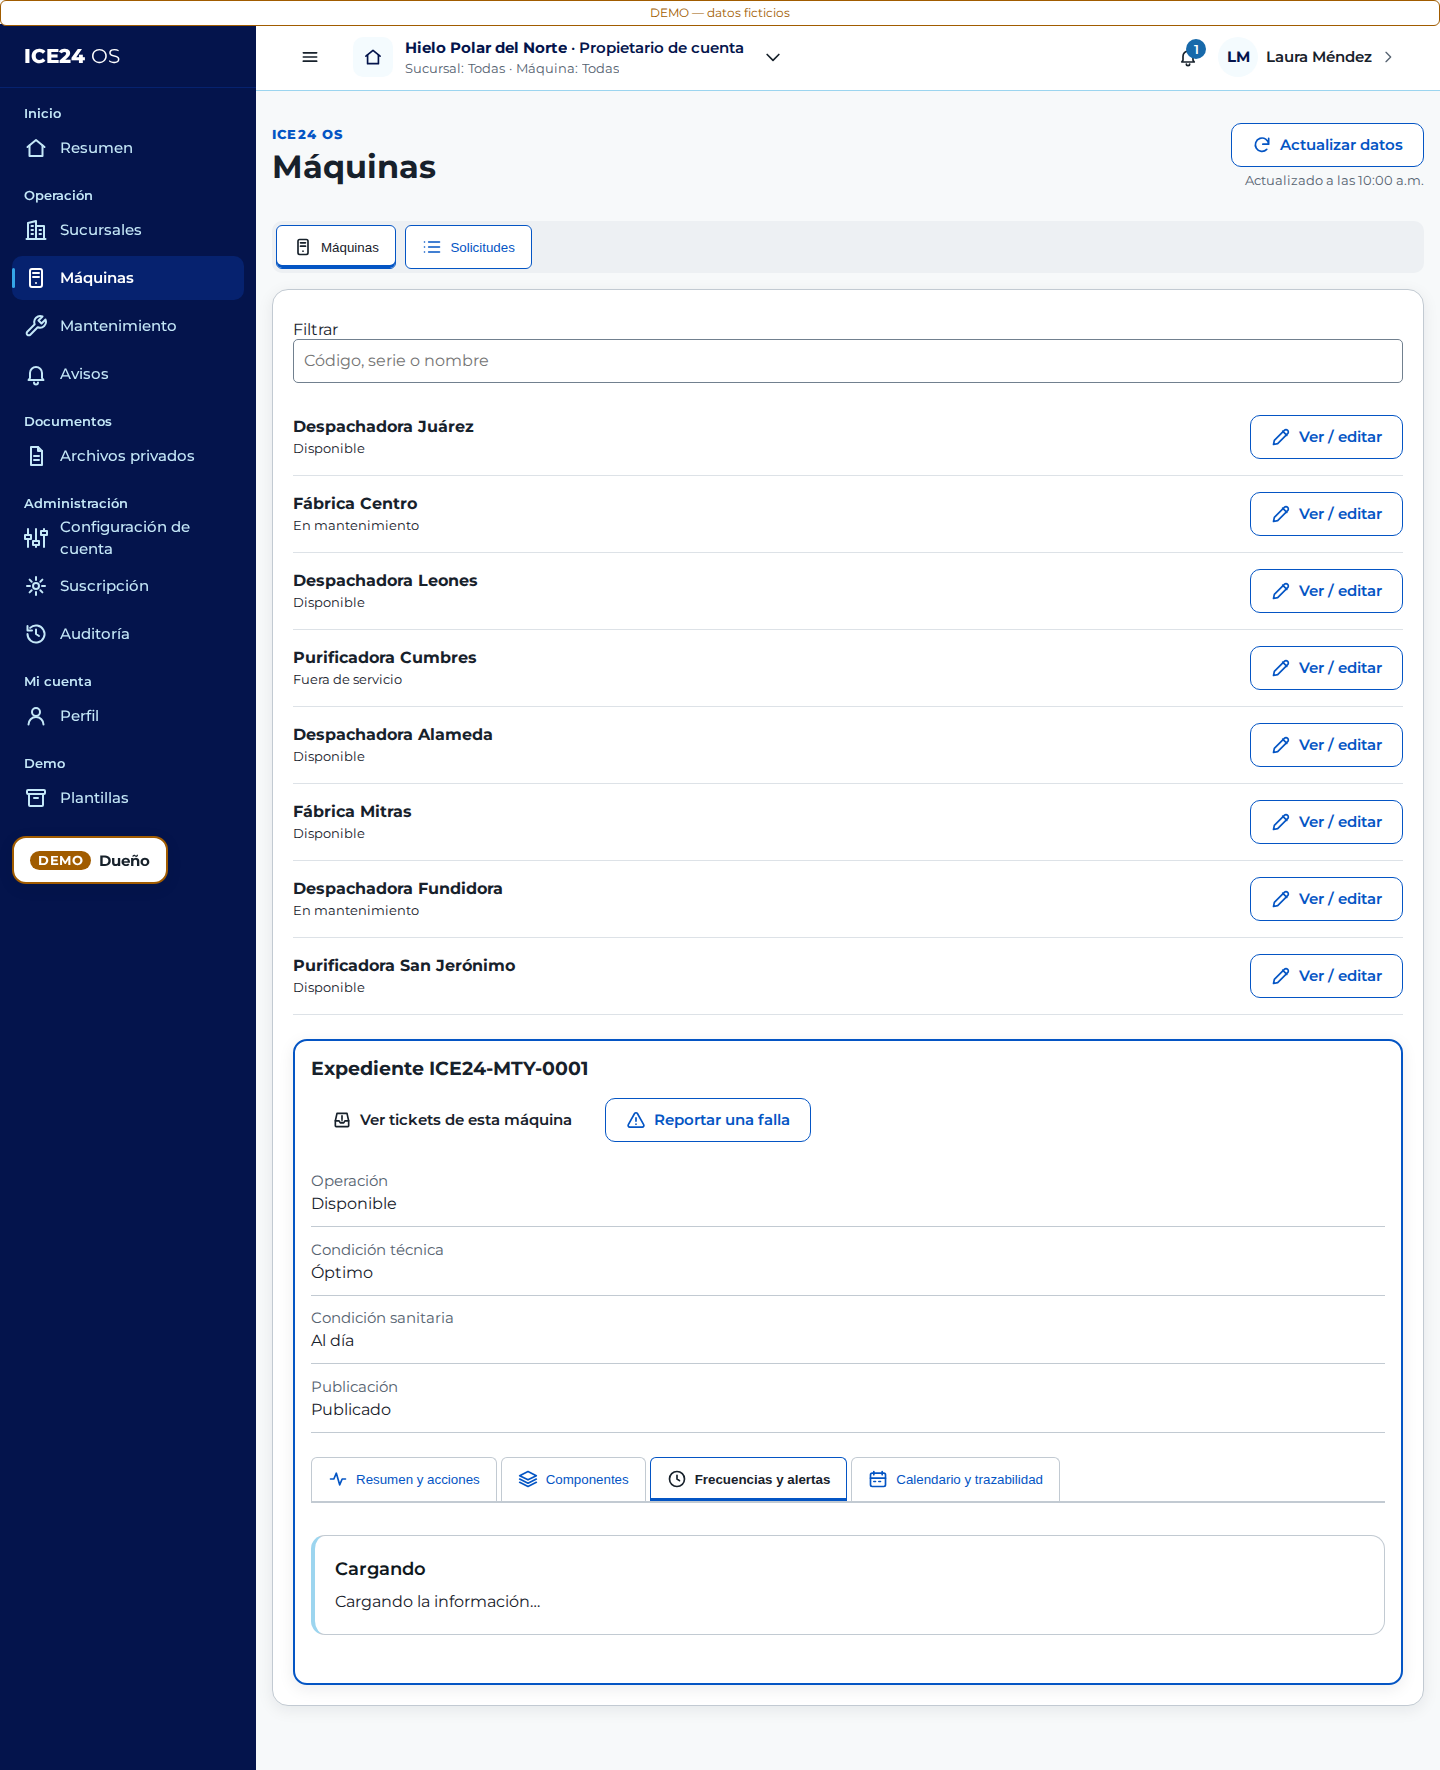 DEMO — datos ficticios
ICE24 OS
Inicio
Resumen
Operación
Sucursales
Máquinas
Mantenimiento
Avisos
Documentos
Archivos privados
Administración
Configuración de
cuenta
Suscripción
Auditoría
Mi cuenta
Perfil
Demo
Plantillas
DEMO Dueño
Hielo Polar del Norte · Propietario de cuenta
Sucursal: Todas · Máquina: Todas
1
LM Laura Méndez
ICE24 OS
Máquinas
Actualizar datos
Actualizado a las 10:00 a.m.
Máquinas
Solicitudes
Filtrar
Código, serie o nombre
Despachadora Juárez
Disponible
Ver / editar
Fábrica Centro
En mantenimiento
Ver / editar
Despachadora Leones
Disponible
Ver / editar
Purificadora Cumbres
Fuera de servicio
Ver / editar
Despachadora Alameda
Disponible
Ver / editar
Fábrica Mitras
Disponible
Ver / editar
Despachadora Fundidora
En mantenimiento
Ver / editar
Purificadora San Jerónimo
Disponible
Ver / editar
Expediente ICE24-MTY-0001
Ver tickets de esta máquina
Reportar una falla
Operación
Disponible
Condición técnica
Óptimo
Condición sanitaria
Al día
Publicación
Publicado
Resumen y acciones
Componentes
Frecuencias y alertas
Calendario y trazabilidad
Cargando
Cargando la información...